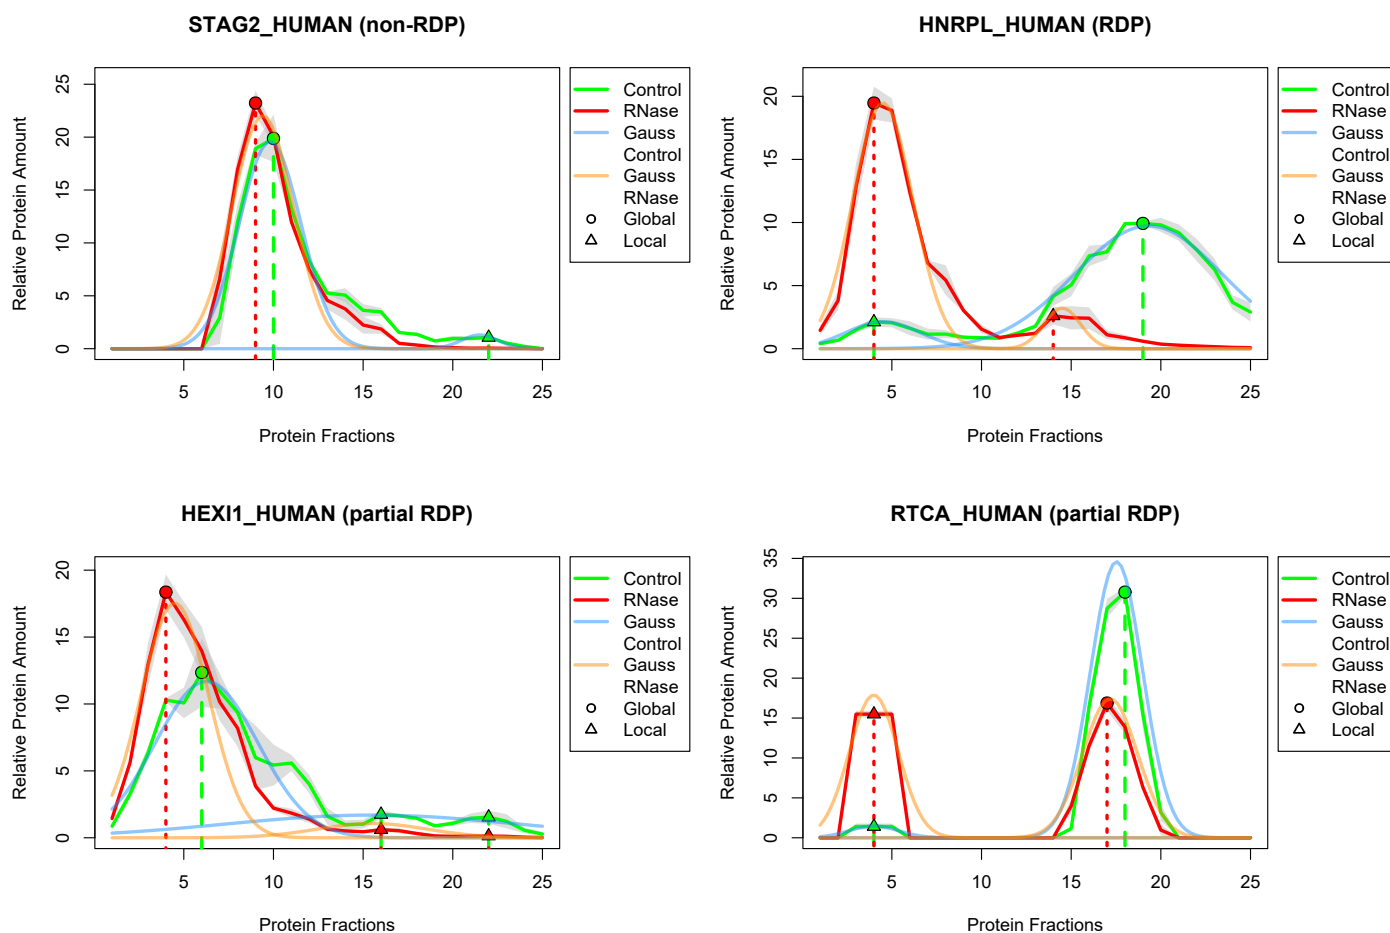 STAG2_HUMAN (non-RDP)
Relative Protein Amount
0 5 10 15 20 25
5 10 15 20 25
Protein Fractions
Control
RNase
Gauss
Control
Gauss
RNase
Global
Local
HNRPL_HUMAN (RDP)
Relative Protein Amount
0 5 10 15 20
5 10 15 20 25
Protein Fractions
Control
RNase
Gauss
Control
Gauss
RNase
Global
Local
HEXI1_HUMAN (partial RDP)
Relative Protein Amount
0 5 10 15 20
5 10 15 20 25
Protein Fractions
Control
RNase
Gauss
Control
Gauss
RNase
Global
Local
RTCA_HUMAN (partial RDP)
Relative Protein Amount
0 5 10 15 20 25 30 35
5 10 15 20 25
Protein Fractions
Control
RNase
Gauss
Control
Gauss
RNase
Global
Local